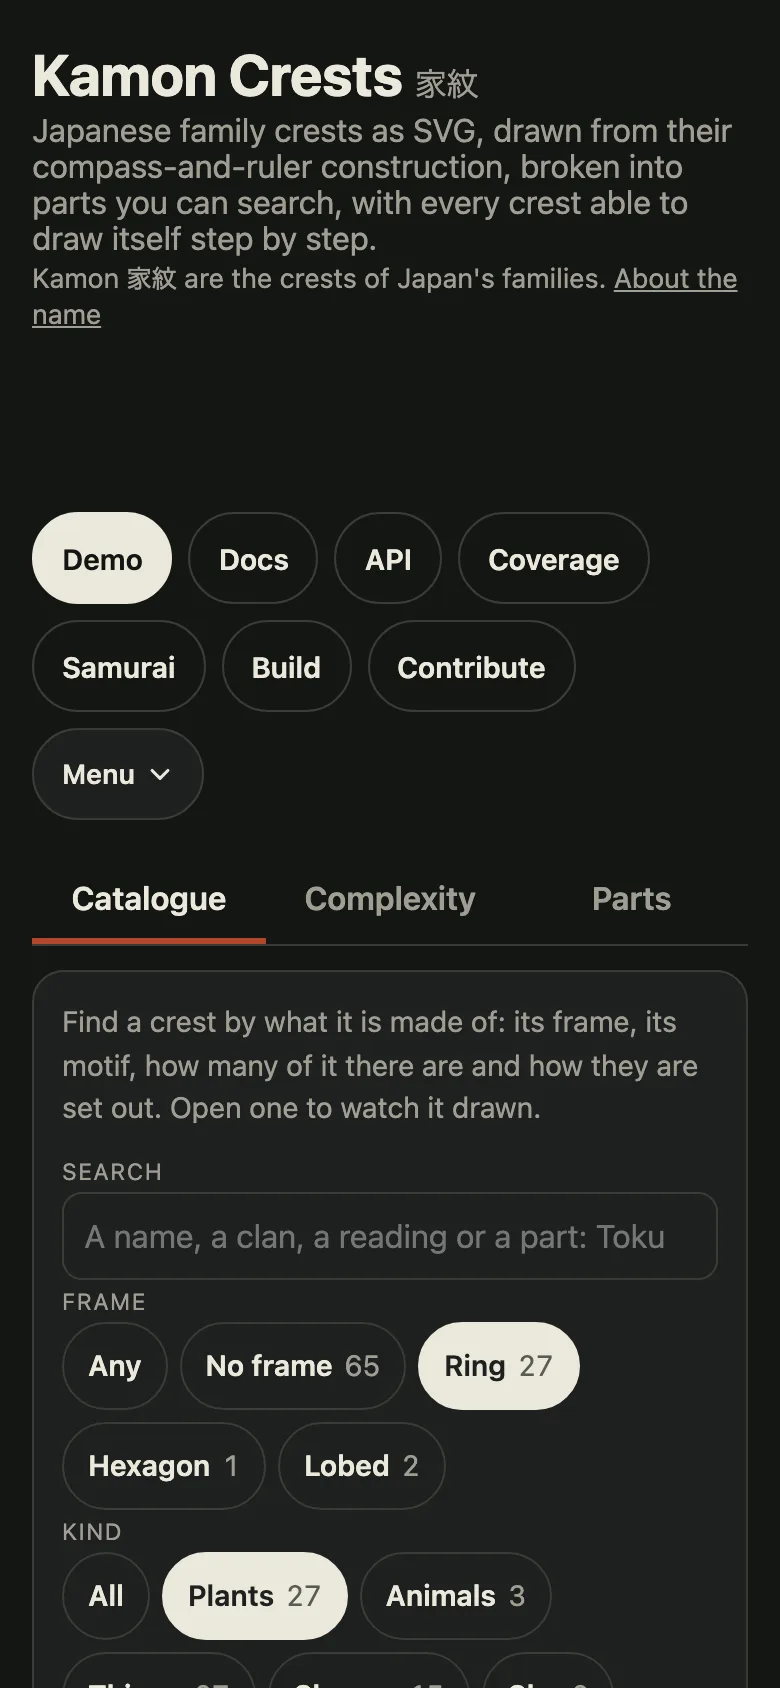 Kamon Crests 家紋
Japanese family crests as SVG, drawn from their
compass-and-ruler construction, broken into
parts you can search, with every crest able to
draw itself step by step.
Kamon 家紋 are the crests of Japan's families. About the
name
Demo Docs API Coverage
Samurai Build Contribute
Menu
Catalogue Complexity Parts
Find a crest by what it is made of: its frame, its
motif, how many of it there are and how they are
set out. Open one to watch it drawn.
SEARCH
A name, a clan, a reading or a part: Toku
FRAME
Any No frame 65 Ring 27
Hexagon 1 Lobed 2
KIND
All Plants 27 Animals 3